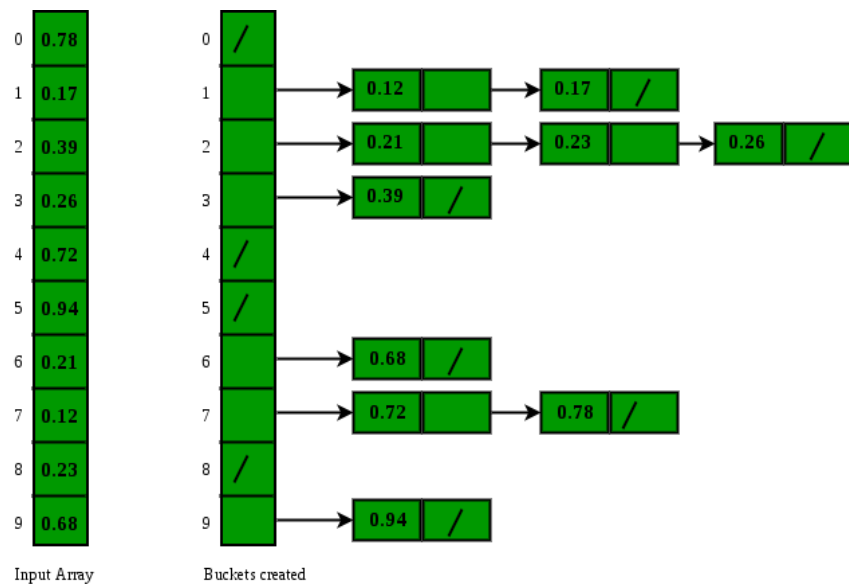 0 0.78 0 /
1 0.17 1 0.12 0.17 /
2 0.39 2 0.21 0.23 0.26 /
3 0.26 3 0.39 /
4 0.72 4 /
5 0.94 5 /
6 0.21 6 0.68 /
7 0.12 7 0.72 0.78 /
8 0.23 8 /
9 0.68 9 0.94 /
Input Array Buckets created